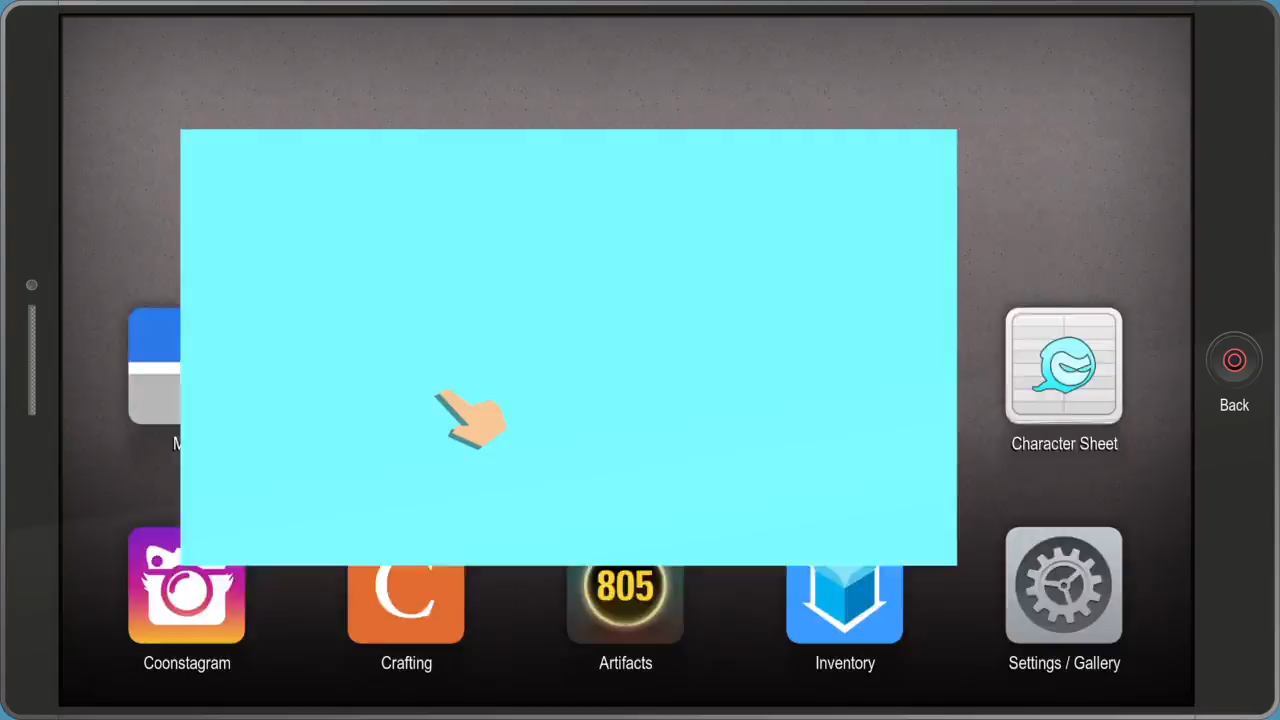 Character Sheet
Back
C
805
Coonstagram
Crafting
Artifacts
Inventory
Settings / Gallery